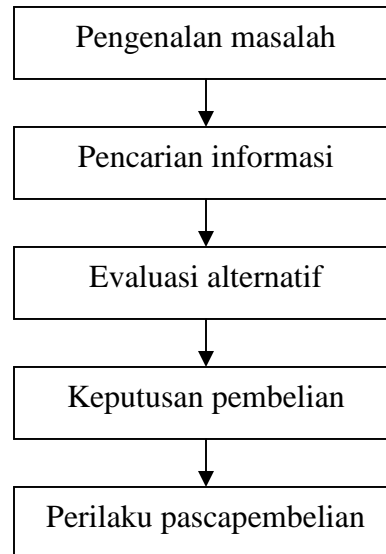 Pengenalan masalah
Pencarian informasi
Evaluasi alternatif
Keputusan pembelian
Perilaku pascapembelian